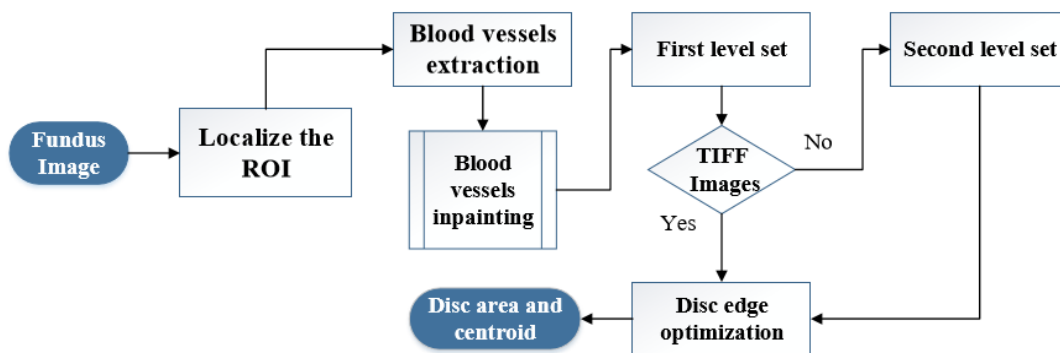 Fundus
Image
Localize the
ROI
Blood vessels
extraction
Blood
vessels
inpainting
First level set
TIFF
Images
No
Yes
Second level set
Disc edge
optimization
Disc area and
centroid